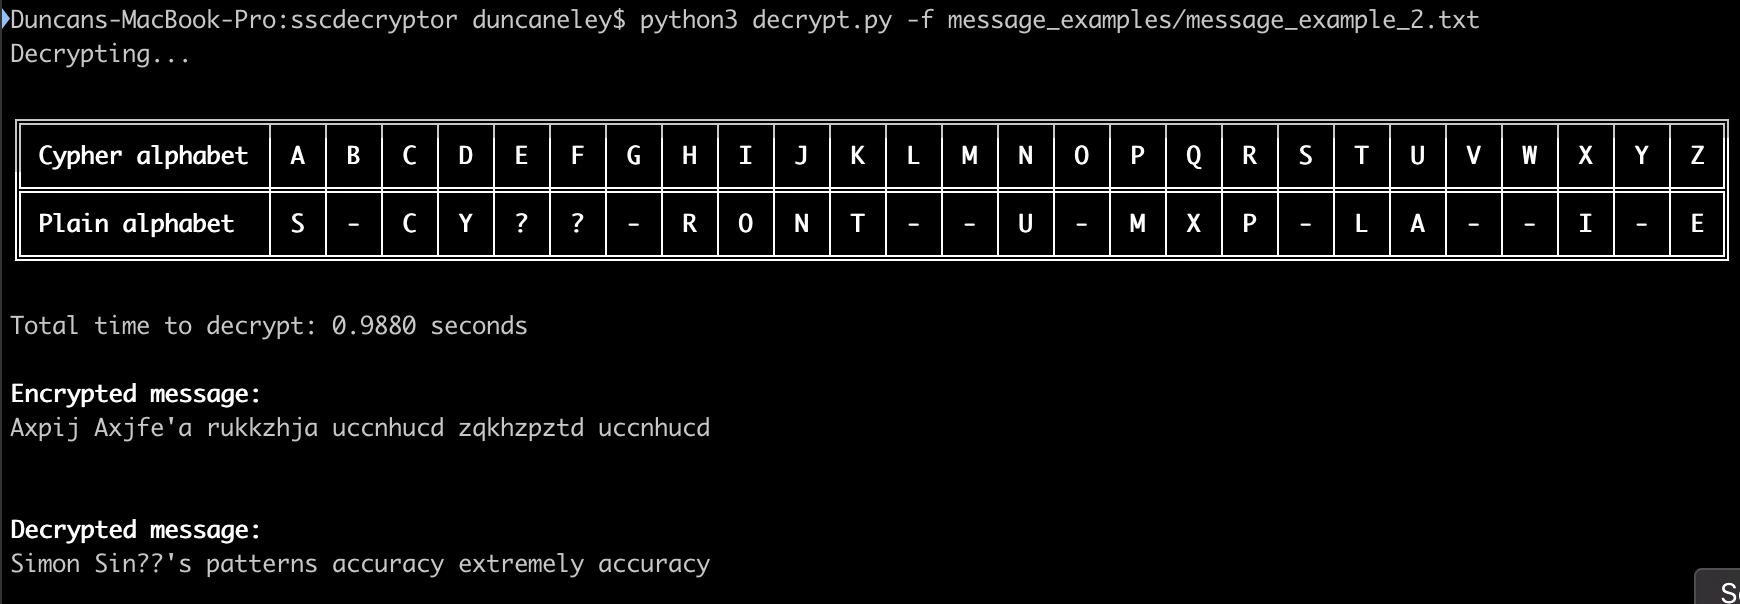 Duncans-MacBook-Pro:sscdecryptor duncaneley$ python3 decrypt.py -f message_examples/message_example_2.txt
Decrypting...
Cypher alphabet A B C D E F G H I J K L M N O P Q R S T U V W X Y Z
Plain alphabet S - C Y ? ? - R O N T - - U - M X P - L A - - I - E
Total time to decrypt: 0.9880 seconds
Encrypted message:
Axpij Axjfe'a rukkzhja uccnhucd zqkhzpztd uccnhucd
Decrypted message:
Simon Sin??'s patterns accuracy extremely accuracy